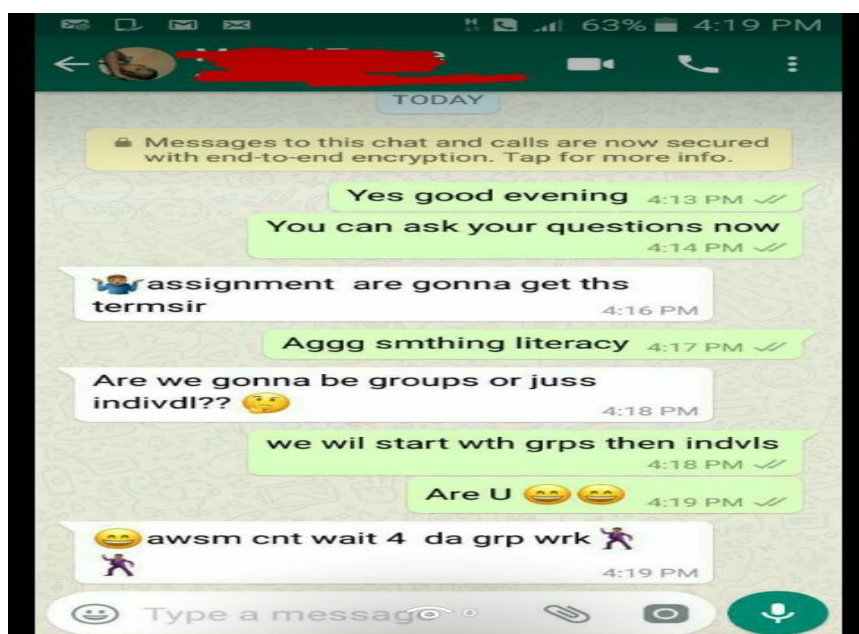 63% 4:19 PM
TODAY
Messages to this chat and calls are now secured
with end-to-end encryption. Tap for more info.
Yes good evening 4:13 PM
You can ask your questions now
4:14 PM
🤷🏽‍♂️assignment are gonna get ths
termsir
4:16 PM
Aggg smthing literacy 4:17 PM
Are we gonna be groups or juss
indivdl?? 🤔
4:18 PM
we wil start wth grps then indvls
4:18 PM
Are U 😄😄 4:19 PM
😄awsm cnt wait 4 da grp wrk 🕺🏽
🕺🏽
4:19 PM
Type a message